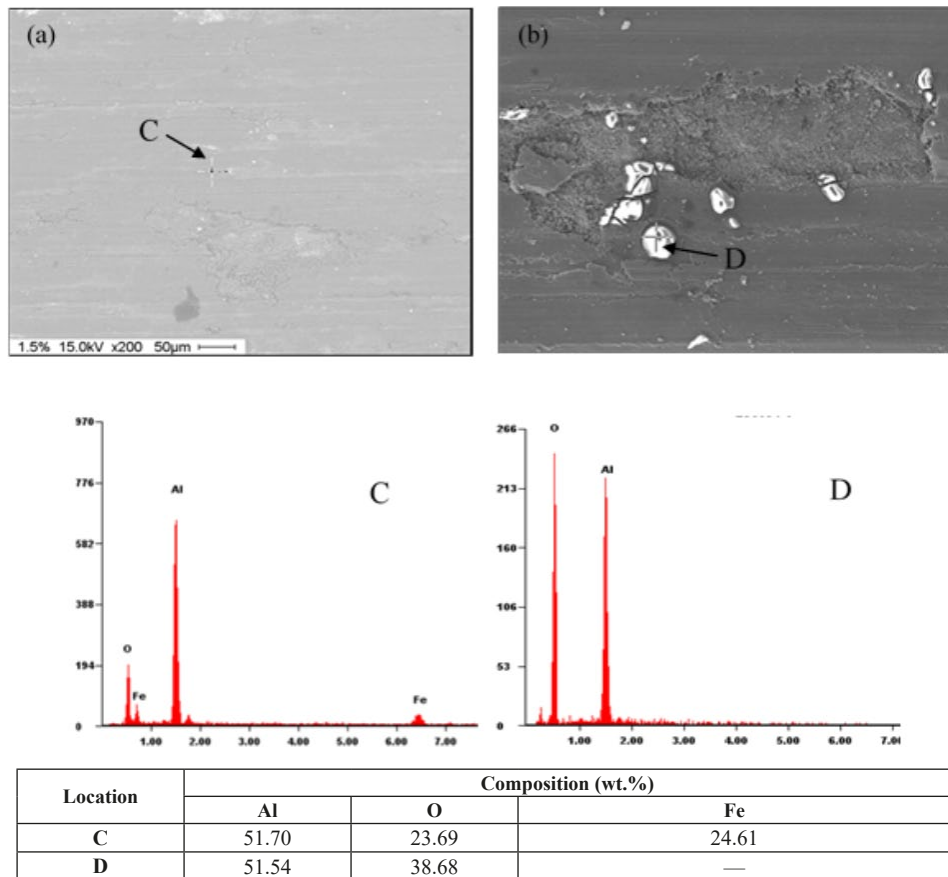 (a)
(b)
C
D
1.5% 15.0kV x200 50µm
970
776
582
388
194
0
O
Fe
Al
Fe
C
1.00 2.00 3.00 4.00 5.00 6.00 7.00
266
213
160
106
53
0
O
Al
D
1.00 2.00 3.00 4.00 5.00 6.00
Location Composition (wt.%)
Al O Fe
C 51.70 23.69 24.61
D 51.54 38.68 —